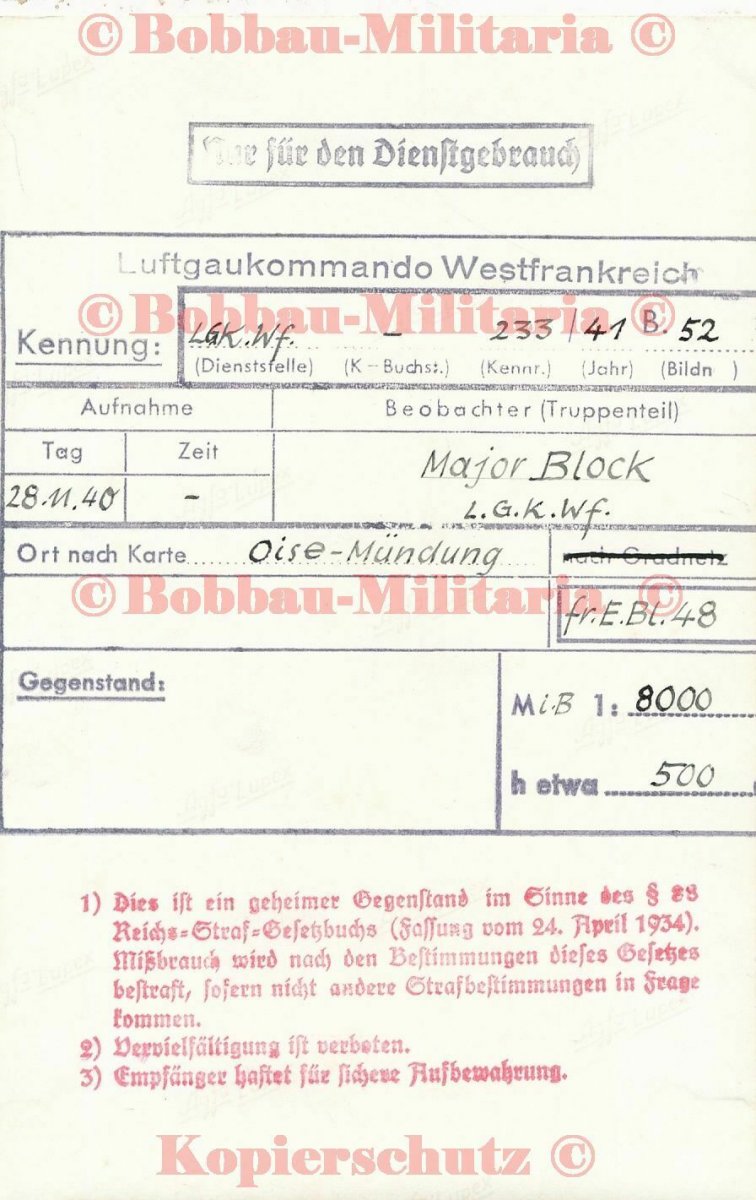 © Bobbau-Militaria ©
Nur für den Dienstgebrauch
Luftgaukommando Westfrankreich
© Bobbau-Militaria ©
Kennung: LGK.Wf. - 233 / 41 B. 52
(Dienststelle) (K-Buchst.) (Kennr.) (Jahr) (Bildn )
Aufnahme Beobachter (Truppenteil)
Tag Zeit
Major Block
28.11.40 - L.G.K.Wf.
Ort nach Karte Oise-Mündung nach Gradnetz
© Bobbau-Militaria ©
fr.E.Bl.48
Gegenstand:
M i.B 1: 8000
h etwa 500
1) Dies ist ein geheimer Gegenstand im Sinne des § 88
Reichs=Straf=Gesetzbuchs (Fassung vom 24. April 1934).
Mißbrauch wird nach den Bestimmungen dieses Gesetzes
bestraft, sofern nicht andere Strafbestimmungen in Frage
kommen.
2) Vervielfältigung ist verboten.
3) Empfänger haftet für sichere Aufbewahrung.
Kopierschutz ©